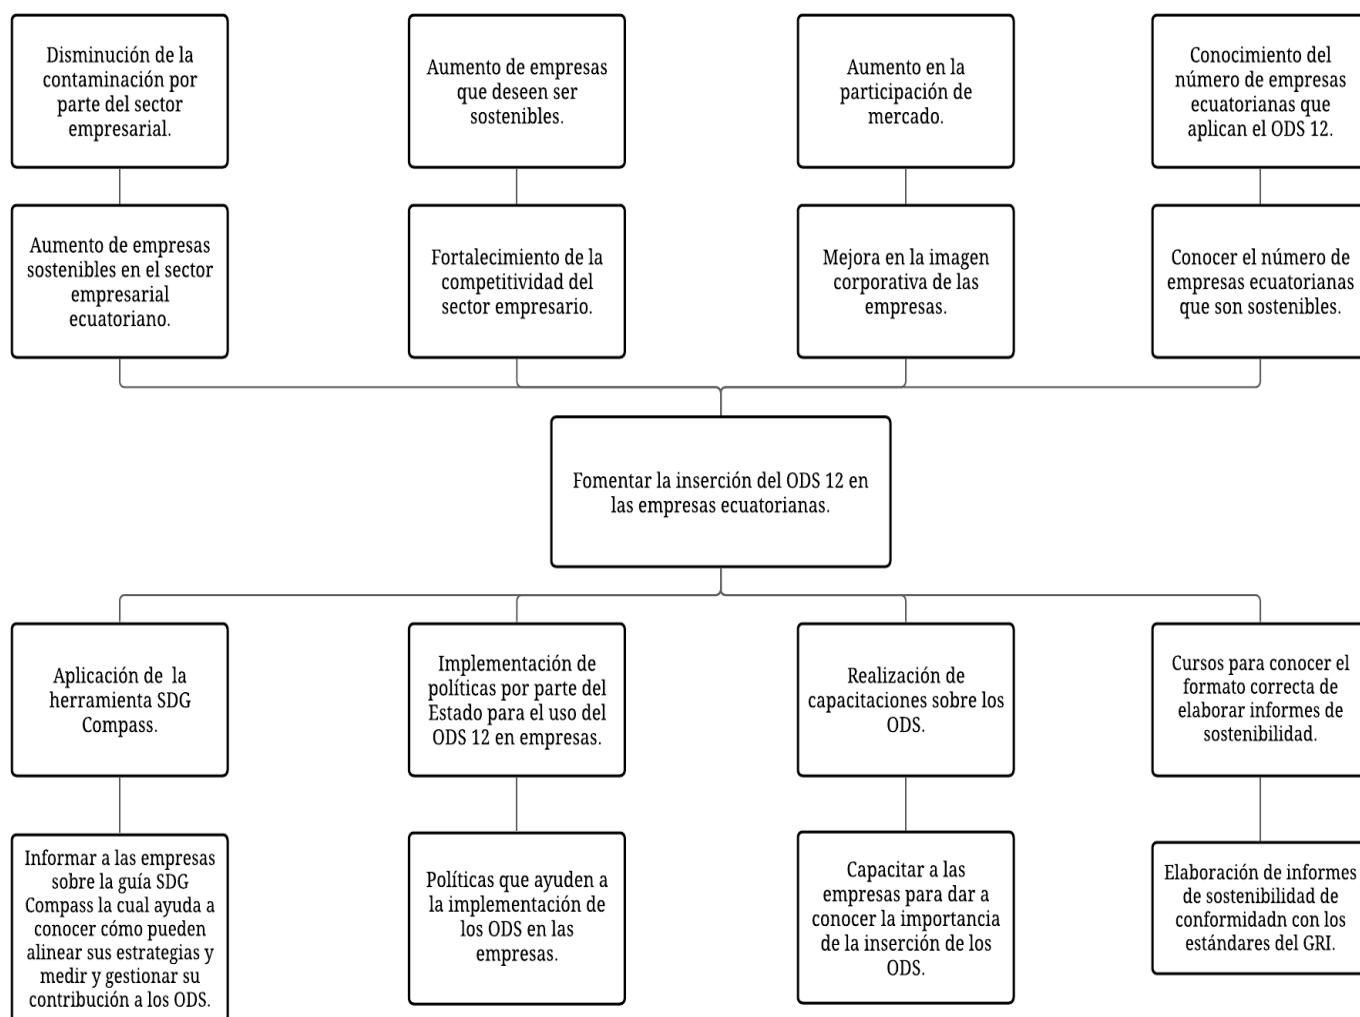 Disminución de la
contaminación por
parte del sector
empresarial.
Aumento de empresas
que deseen ser
sostenibles.
Aumento en la
participación de
mercado.
Conocimiento del
número de empresas
ecuatorianas que
aplican el ODS 12.
Aumento de empresas
sostenibles en el sector
empresarial
ecuatoriano.
Fortalecimiento de la
competitividad del
sector empresario.
Mejora en la imagen
corporativa de las
empresas.
Conocer el número de
empresas ecuatorianas
que son sostenibles.
Fomentar la inserción del ODS 12 en
las empresas ecuatorianas.
Aplicación de  la
herramienta SDG
Compass.
Implementación de
políticas por parte del
Estado para el uso del
ODS 12 en empresas.
Realización de
capacitaciones sobre los
ODS.
Cursos para conocer el
formato correcta de
elaborar informes de
sostenibilidad.
Informar a las empresas
sobre la guía SDG
Compass la cual ayuda a
conocer cómo pueden
alinear sus estrategias y
medir y gestionar su
contribución a los ODS.
Políticas que ayuden a
la implementación de
los ODS en las
empresas.
Capacitar a las
empresas para dar a
conocer la importancia
de la inserción de los
ODS.
Elaboración de informes
de sostenibilidad de
conformidadn con los
estándares del GRI.